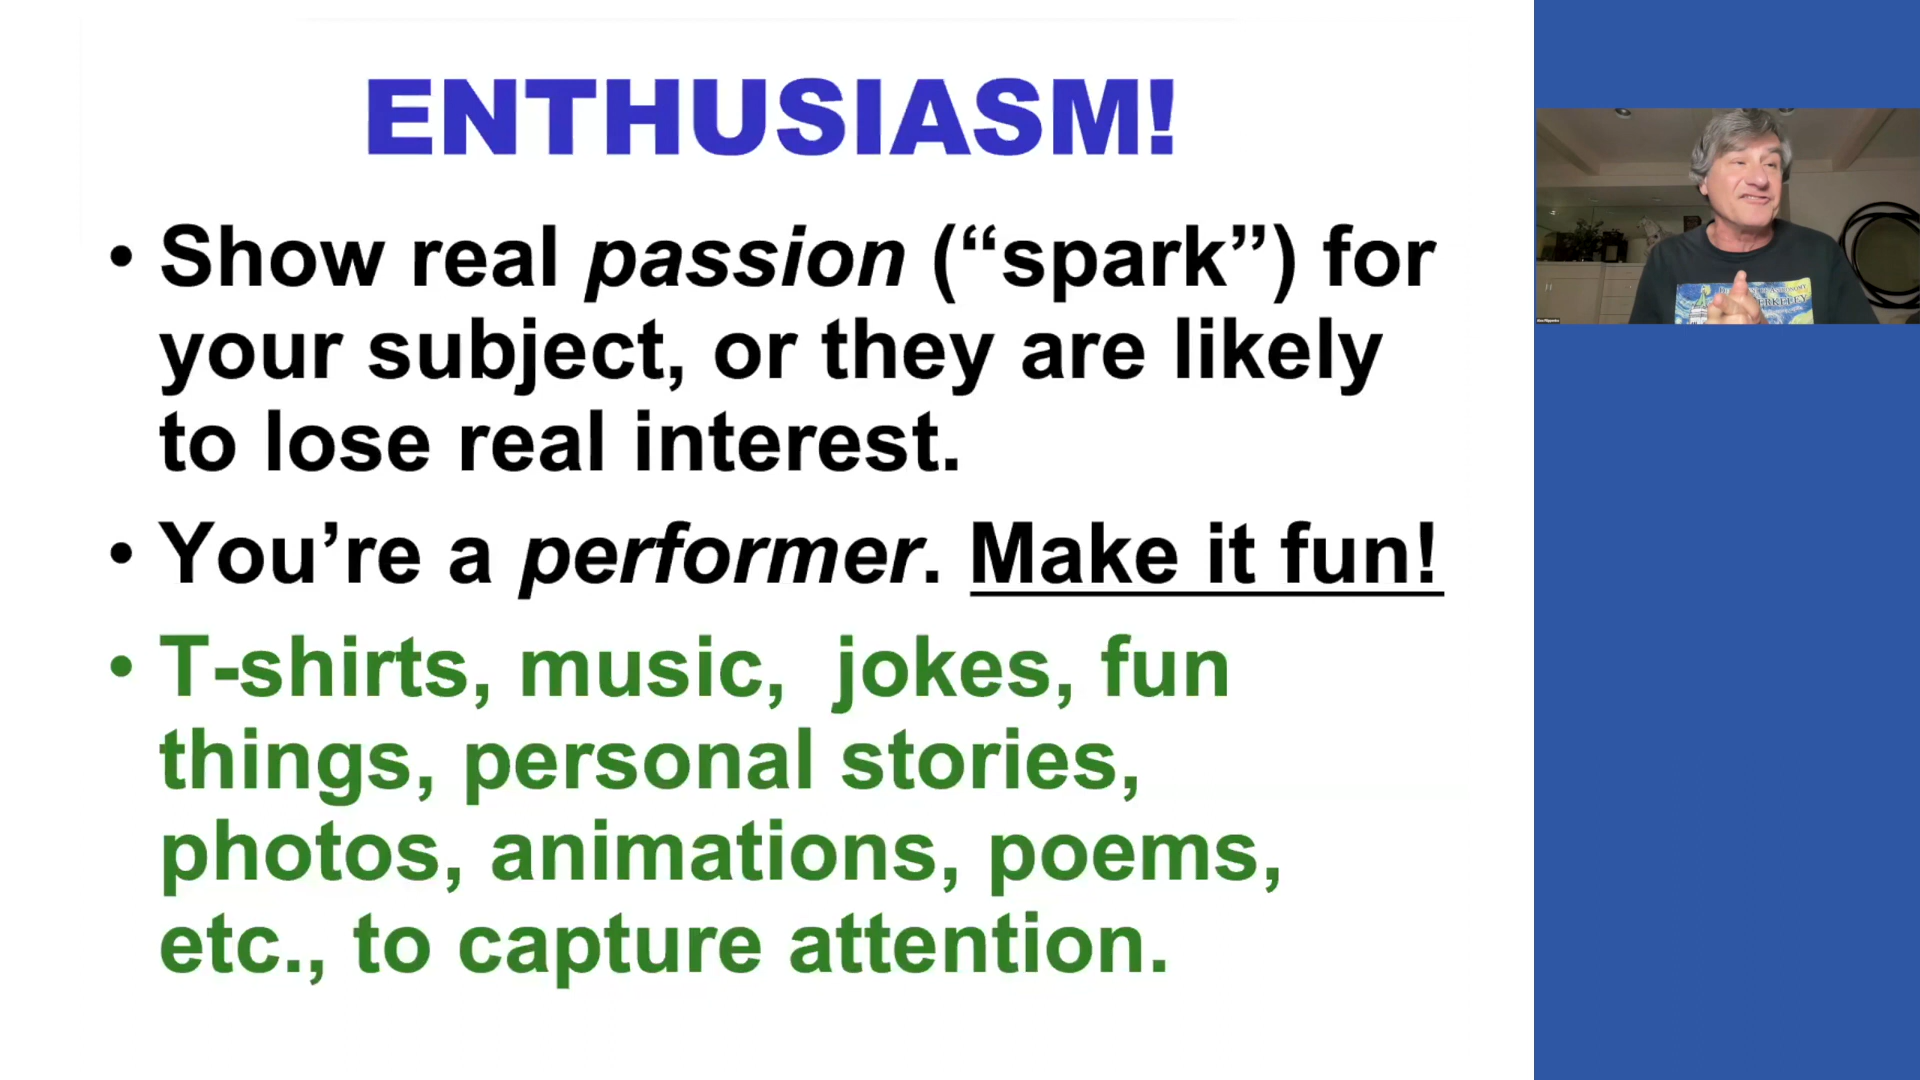 ENTHUSIASM!
• Show real passion (“spark”) for
your subject, or they are likely
to lose real interest.
• You’re a performer. Make it fun!
• T-shirts, music,  jokes, fun
things, personal stories,
photos, animations, poems,
etc., to capture attention.
BERKELEY